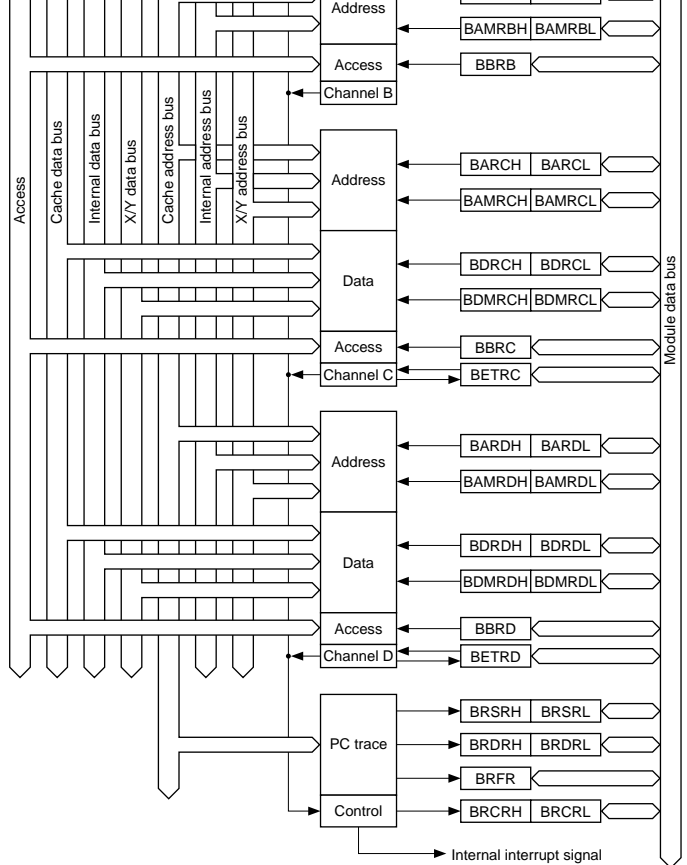 Address
BAMRBH BAMRBL
Access
BBRB
Channel B
Access
Cache data bus
Internal data bus
X/Y data bus
Cache address bus
Internal address bus
X/Y address bus
Address
BARCH BARCL
BAMRCH BAMRCL
Data
BDRCH BDRCL
BDMRCH BDMRCL
Module data bus
Access
BBRC
Channel C
BETRC
Address
BARDH BARDL
BAMRDH BAMRDL
Data
BDRDH BDRDL
BDMRDH BDMRDL
Access
BBRD
Channel D
BETRD
PC trace
BRSRH BRSRL
BRDRH BRDRL
BRFR
Control
BRCRH BRCRL
Internal interrupt signal